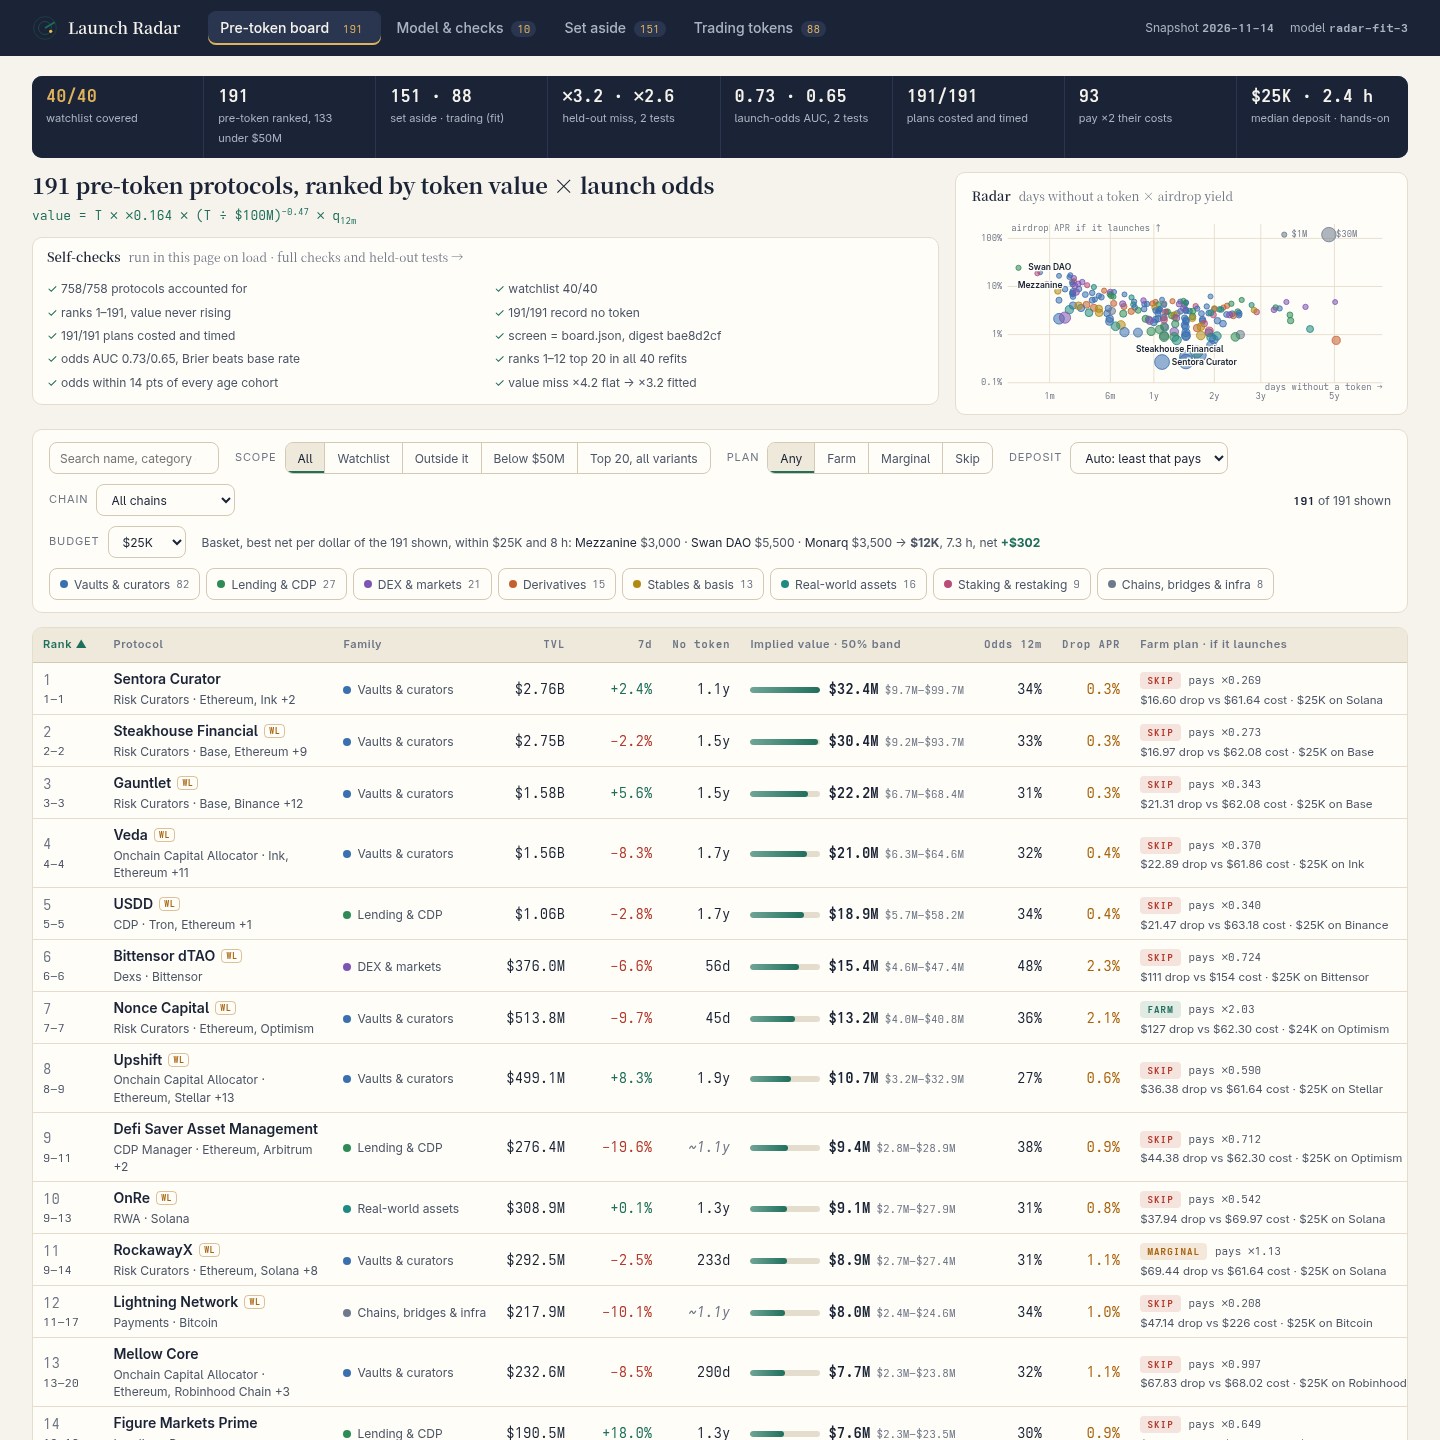 Launch Radar
Pre-token board 191
Model & checks 10
Set aside 151
Trading tokens 88
Snapshot 2026-11-14 model radar-fit-3
40/40
watchlist covered
191
pre-token ranked, 133
under $50M
151 · 88
set aside · trading (fit)
×3.2 · ×2.6
held-out miss, 2 tests
0.73 · 0.65
launch-odds AUC, 2 tests
191/191
plans costed and timed
93
pay ×2 their costs
$25K · 2.4 h
median deposit · hands-on
191 pre-token protocols, ranked by token value × launch odds
value = T × ×0.164 × (T ÷ $100M)−0.47 × q12m
Self-checks run in this page on load · full checks and held-out tests →
✓ 758/758 protocols accounted for
✓ watchlist 40/40
✓ ranks 1–191, value never rising
✓ 191/191 record no token
✓ 191/191 plans costed and timed
✓ screen = board.json, digest bae8d2cf
✓ odds AUC 0.73/0.65, Brier beats base rate
✓ ranks 1–12 top 20 in all 40 refits
✓ odds within 14 pts of every age cohort
✓ value miss ×4.2 flat → ×3.2 fitted
Radar days without a token × airdrop yield
airdrop APR if it launches ↑
$1M
$30M
100%
10%
1%
0.1%
Swan DAO
Mezzanine
Steakhouse Financial
Sentora Curator
days without a token →
1m 6m 1y 2y 3y 5y
Search name, category
SCOPE All Watchlist Outside it Below $50M Top 20, all variants
PLAN Any Farm Marginal Skip
DEPOSIT Auto: least that pays
CHAIN All chains
191 of 191 shown
BUDGET $25K Basket, best net per dollar of the 191 shown, within $25K and 8 h: Mezzanine $3,000 · Swan DAO $5,500 · Monarq $3,500 → $12K, 7.3 h, net +$302
Vaults & curators 82
Lending & CDP 27
DEX & markets 21
Derivatives 15
Stables & basis 13
Real-world assets 16
Staking & restaking 9
Chains, bridges & infra 8
Rank ▲ Protocol Family TVL 7d No token Implied value · 50% band Odds 12m Drop APR Farm plan · if it launches
1 Sentora Curator Vaults & curators $2.76B +2.4% 1.1y $32.4M $9.7M–$99.7M 34% 0.3% SKIP pays ×0.269
1–1 Risk Curators · Ethereum, Ink +2 $16.60 drop vs $61.64 cost · $25K on Solana
2 Steakhouse Financial WL Vaults & curators $2.75B −2.2% 1.5y $30.4M $9.2M–$93.7M 33% 0.3% SKIP pays ×0.273
2–2 Risk Curators · Base, Ethereum +9 $16.97 drop vs $62.08 cost · $25K on Base
3 Gauntlet WL Vaults & curators $1.58B +5.6% 1.5y $22.2M $6.7M–$68.4M 31% 0.3% SKIP pays ×0.343
3–3 Risk Curators · Base, Binance +12 $21.31 drop vs $62.08 cost · $25K on Base
4 Veda WL Vaults & curators $1.56B −8.3% 1.7y $21.0M $6.3M–$64.6M 32% 0.4% SKIP pays ×0.370
4–4 Onchain Capital Allocator · Ink, $22.89 drop vs $61.86 cost · $25K on Ink
Ethereum +11
5 USDD WL Lending & CDP $1.06B −2.8% 1.7y $18.9M $5.7M–$58.2M 34% 0.4% SKIP pays ×0.340
5–5 CDP · Tron, Ethereum +1 $21.47 drop vs $63.18 cost · $25K on Binance
6 Bittensor dTAO WL DEX & markets $376.0M −6.6% 56d $15.4M $4.6M–$47.4M 48% 2.3% SKIP pays ×0.724
6–6 Dexs · Bittensor $111 drop vs $154 cost · $25K on Bittensor
7 Nonce Capital WL Vaults & curators $513.8M −9.7% 45d $13.2M $4.0M–$40.8M 36% 2.1% FARM pays ×2.03
7–7 Risk Curators · Ethereum, Optimism $127 drop vs $62.30 cost · $24K on Optimism
8 Upshift WL Vaults & curators $499.1M +8.3% 1.9y $10.7M $3.2M–$32.9M 27% 0.6% SKIP pays ×0.590
8–9 Onchain Capital Allocator · $36.38 drop vs $61.64 cost · $25K on Stellar
Ethereum, Stellar +13
9 Defi Saver Asset Management Lending & CDP $276.4M −19.6% ~1.1y $9.4M $2.8M–$28.9M 38% 0.9% SKIP pays ×0.712
9–11 CDP Manager · Ethereum, Arbitrum $44.38 drop vs $62.30 cost · $25K on Optimism
+2
10 OnRe WL Real-world assets $308.9M +0.1% 1.3y $9.1M $2.7M–$27.9M 31% 0.8% SKIP pays ×0.542
9–13 RWA · Solana $37.94 drop vs $69.97 cost · $25K on Solana
11 RockawayX WL Vaults & curators $292.5M −2.5% 233d $8.9M $2.7M–$27.4M 31% 1.1% MARGINAL pays ×1.13
9–14 Risk Curators · Ethereum, Solana +8 $69.44 drop vs $61.64 cost · $25K on Solana
12 Lightning Network WL Chains, bridges & infra $217.9M −10.1% ~1.1y $8.0M $2.4M–$24.6M 34% 1.0% SKIP pays ×0.208
11–17 Payments · Bitcoin $47.14 drop vs $226 cost · $25K on Bitcoin
13 Mellow Core Vaults & curators $232.6M −8.5% 290d $7.7M $2.3M–$23.8M 32% 1.1% SKIP pays ×0.997
13–20 Onchain Capital Allocator · $67.83 drop vs $68.02 cost · $25K on Robinhood
Ethereum, Robinhood Chain +3
14 Figure Markets Prime Lending & CDP $190.5M +18.0% 1.3y $7.6M $2.3M–$23.5M 30% 0.9% SKIP pays ×0.649